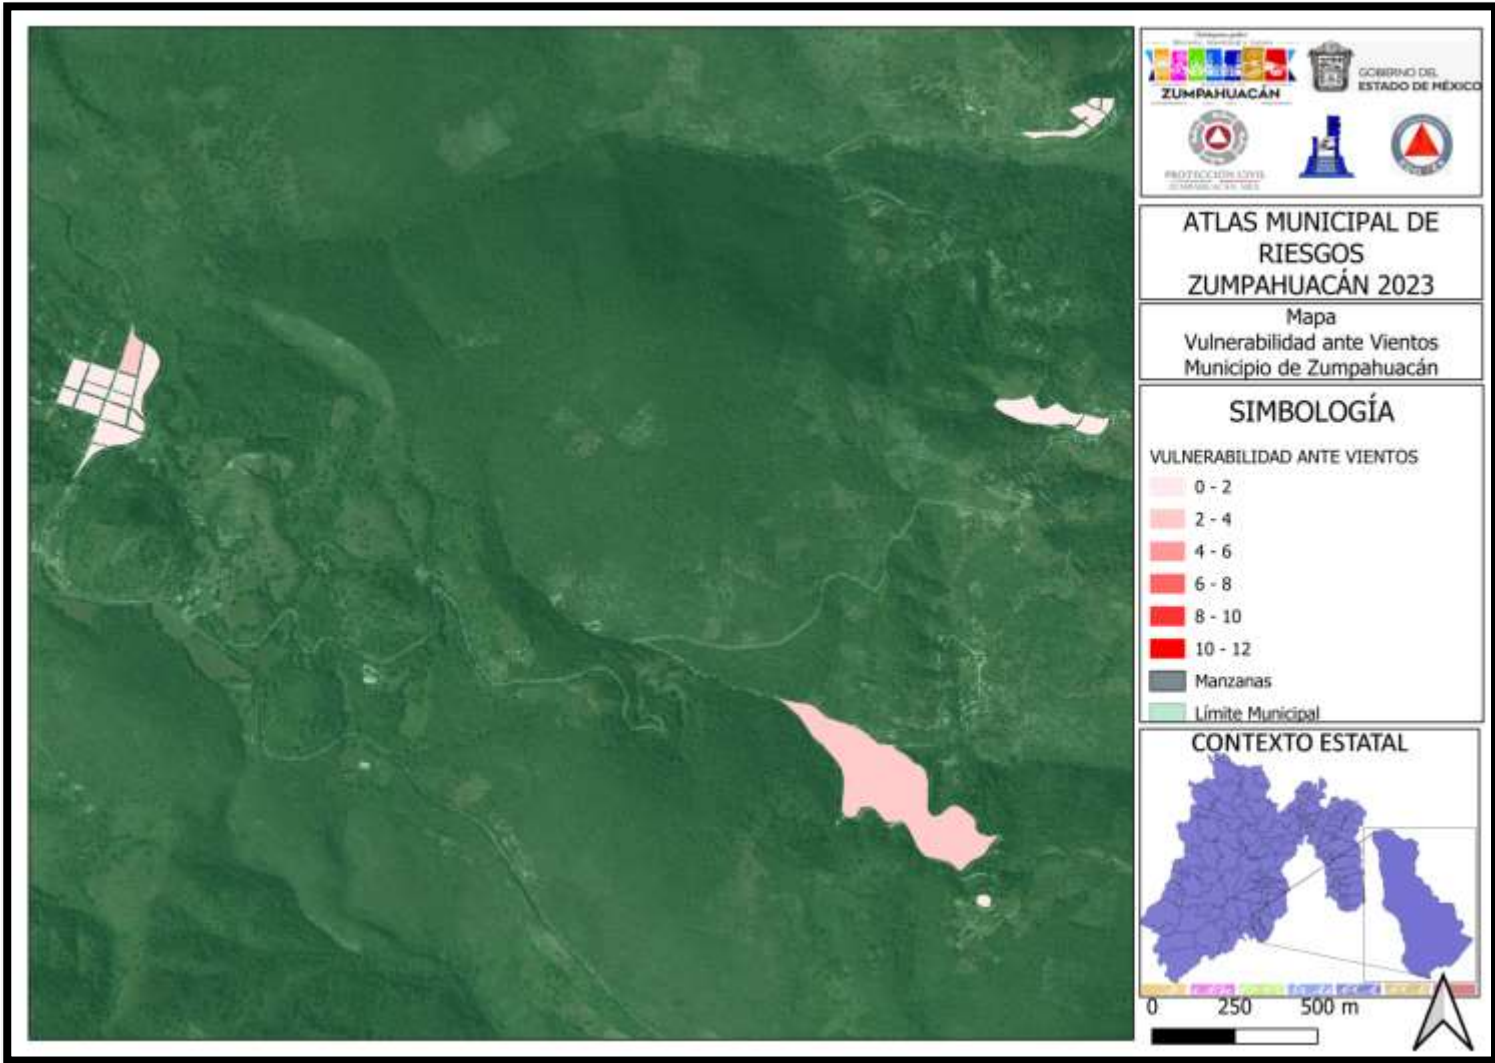 ZUMPAHUACÁN
GOBIERNO DEL
ESTADO DE MÉXICO
PROTECCIÓN CIVIL
ATLAS MUNICIPAL DE
RIESGOS
ZUMPAHUACÁN 2023
Mapa
Vulnerabilidad ante Vientos
Municipio de Zumpahuacán
SIMBOLOGÍA
VULNERABILIDAD ANTE VIENTOS
0 - 2
2 - 4
4 - 6
6 - 8
8 - 10
10 - 12
Manzanas
Límite Municipal
CONTEXTO ESTATAL
0 250 500 m